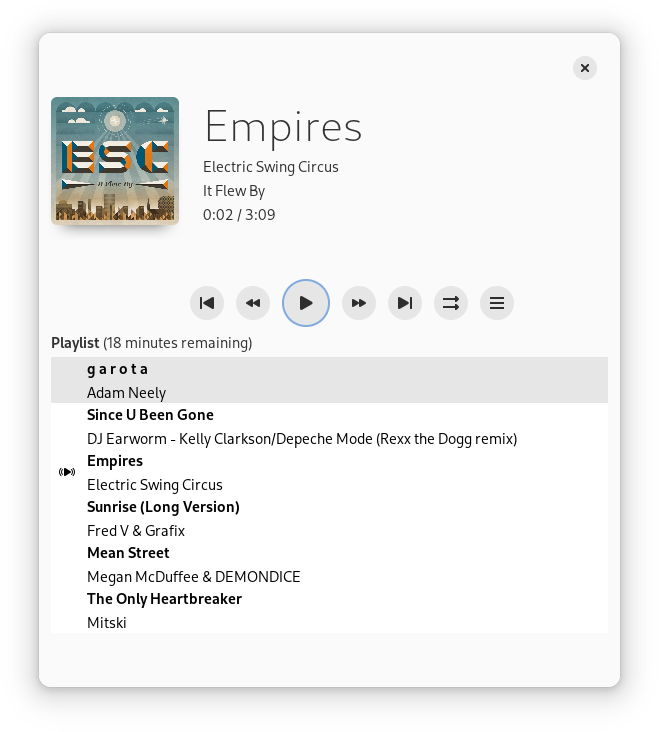 ESC
It Flew By
Empires
Electric Swing Circus
It Flew By
0:02 / 3:09
Playlist (18 minutes remaining)
g a r o t a
Adam Neely
Since U Been Gone
DJ Earworm - Kelly Clarkson/Depeche Mode (Rexx the Dogg remix)
Empires
Electric Swing Circus
Sunrise (Long Version)
Fred V & Grafix
Mean Street
Megan McDuffee & DEMONDICE
The Only Heartbreaker
Mitski